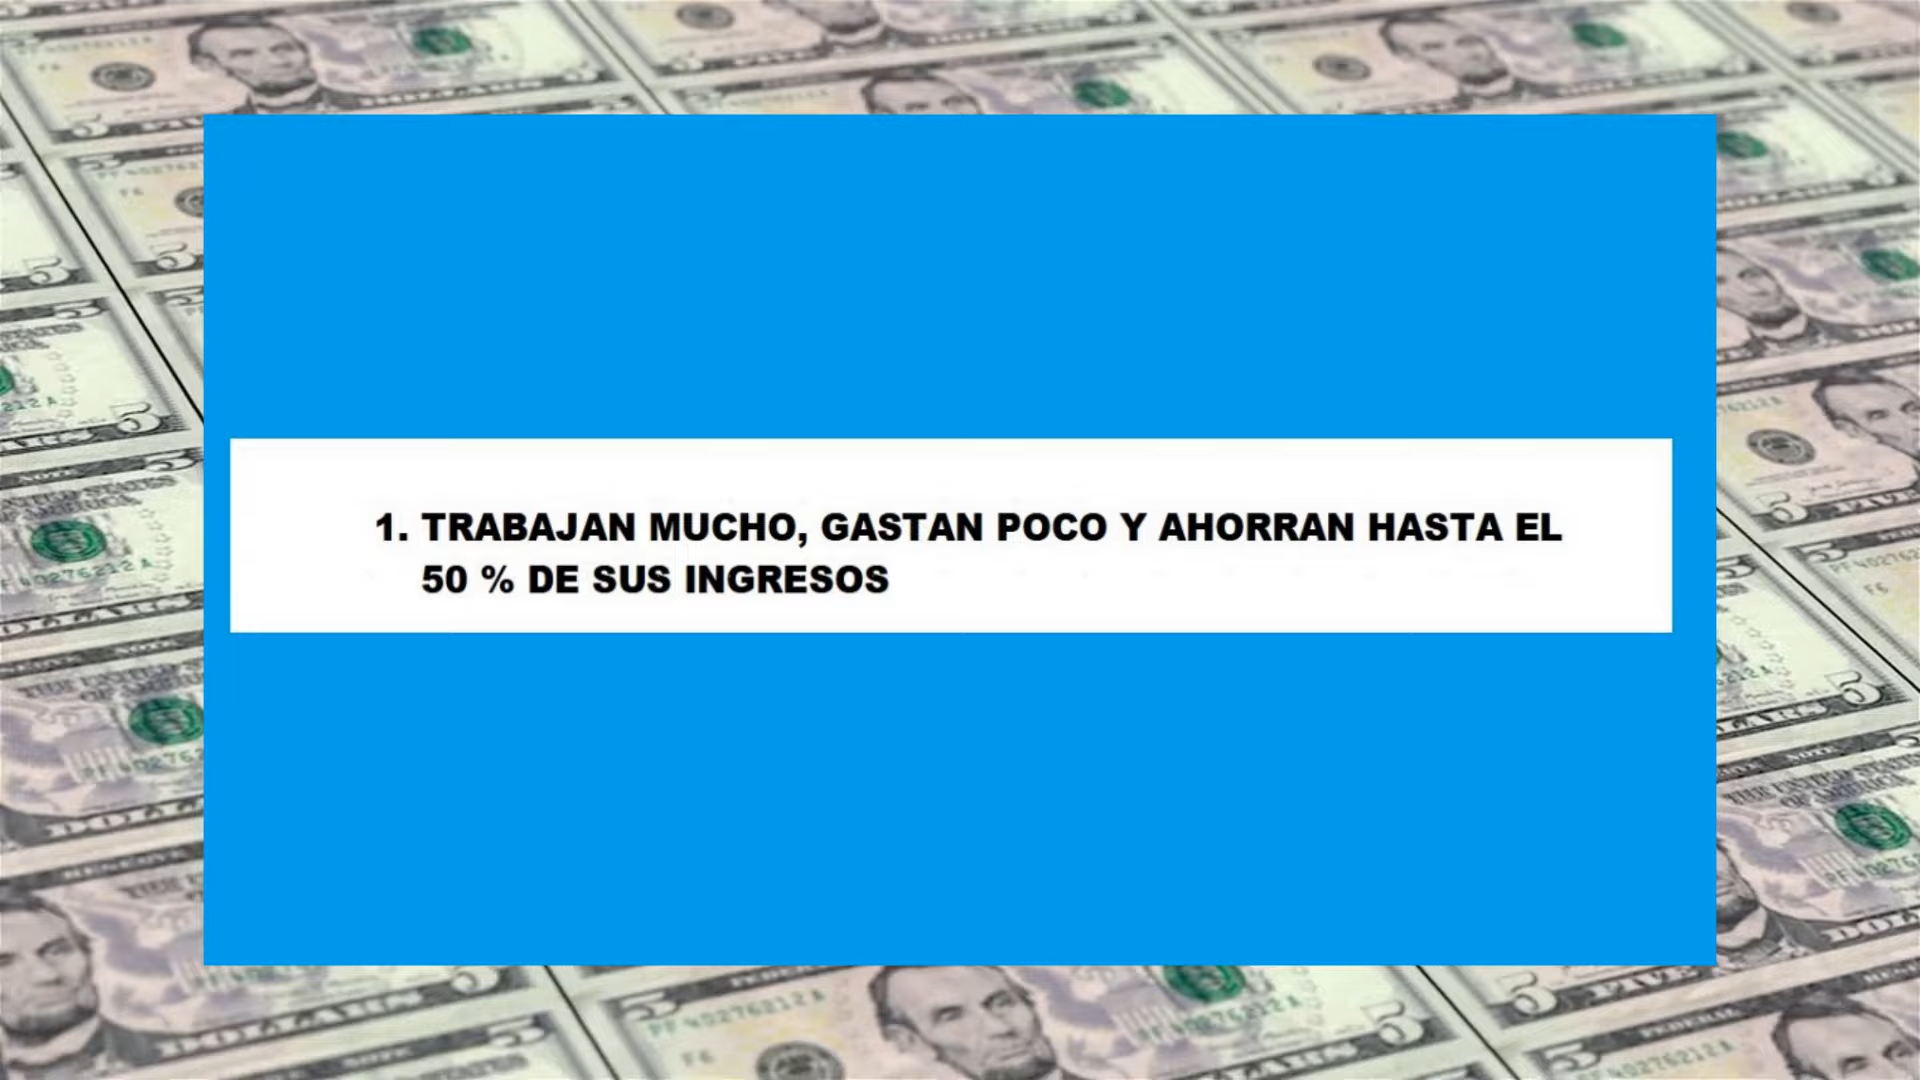 1. TRABAJAN MUCHO, GASTAN POCO Y AHORRAN HASTA EL
50 % DE SUS INGRESOS